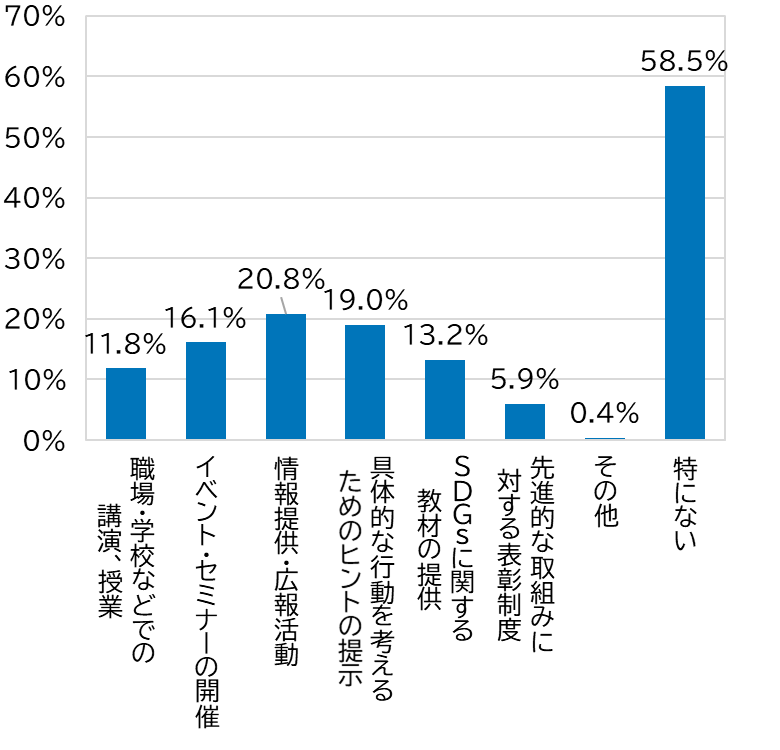 70%
60%
50%
40%
30%
20%
10%
0%
11.8%
16.1%
20.8%
19.0%
13.2%
5.9%
0.4%
58.5%
職場・学校などでの
講演、授業
イベント・セミナーの開催
情報提供・広報活動
具体的な行動を考える
ためのヒントの提示
SDGsに関する
教材の提供
先進的な取組みに
対する表彰制度
その他
特にない